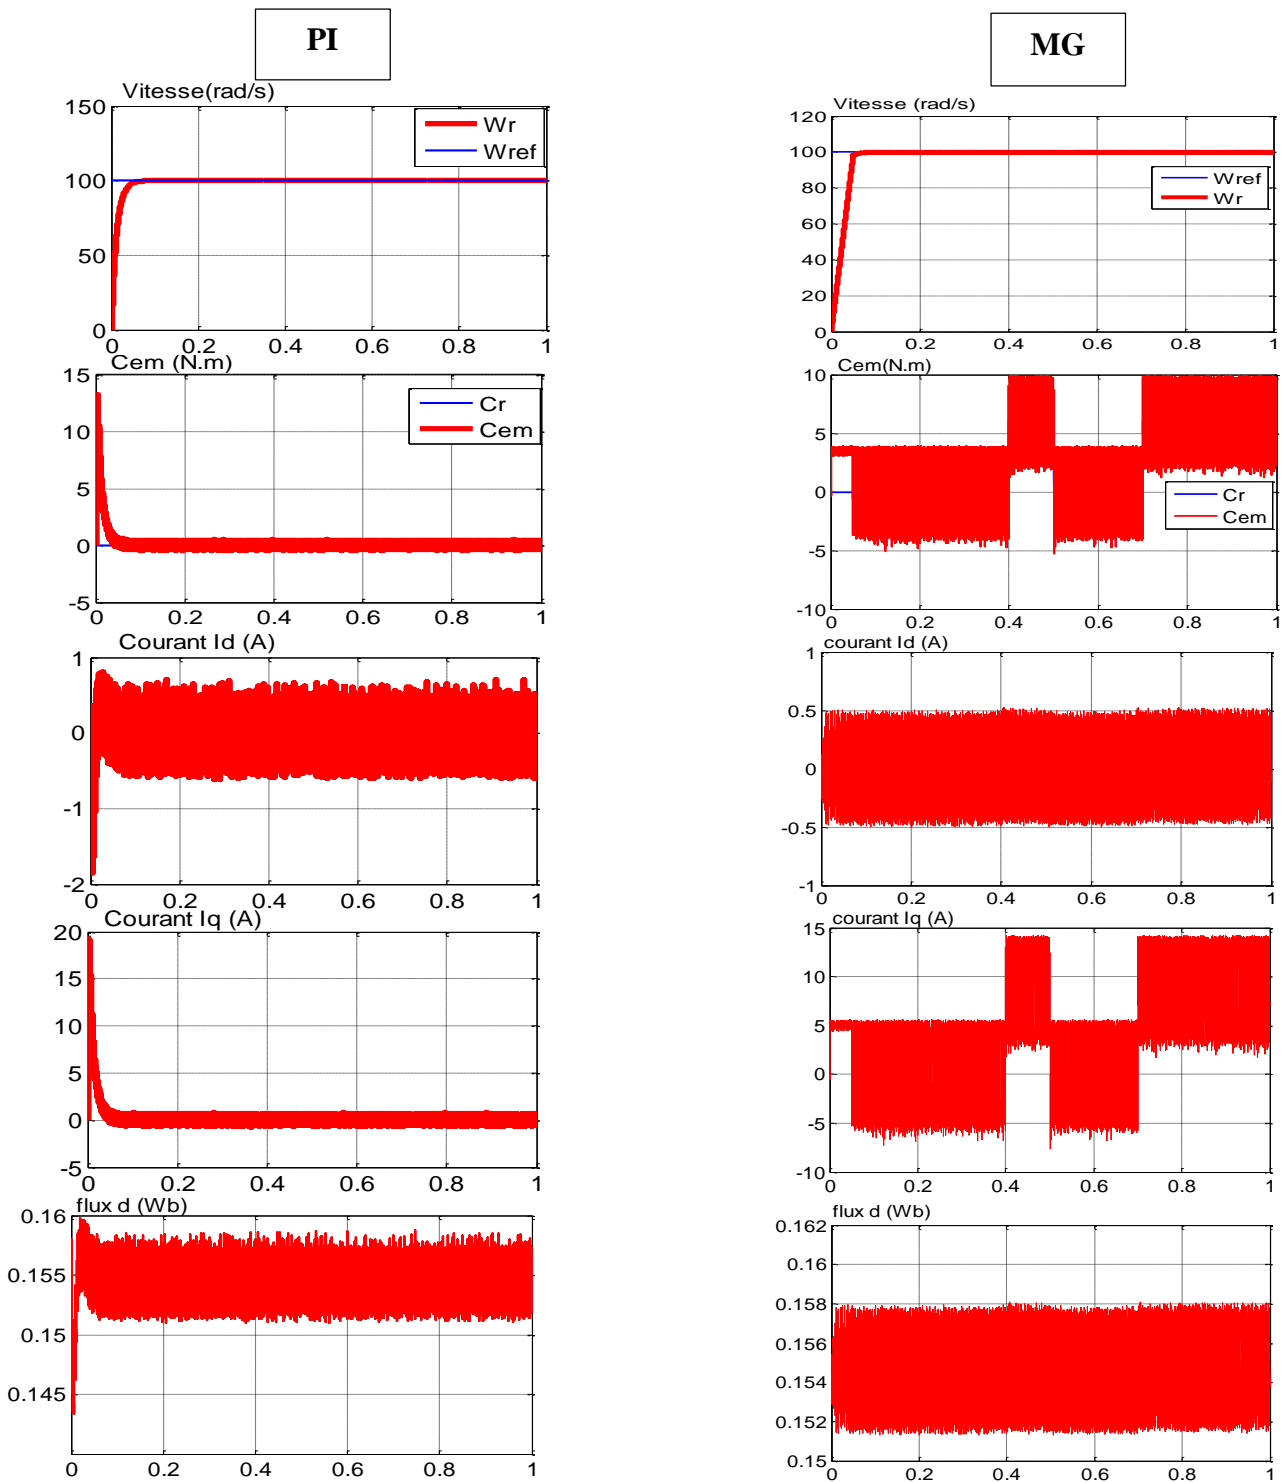 PI
MG
Vitesse(rad/s)
150
100
50
0
Wr
Wref
0 0.2 0.4 0.6 0.8 1
Vitesse (rad/s)
120
100
80
60
40
20
0
Wref
Wr
0 0.2 0.4 0.6 0.8 1
Cem (N.m)
15
10
5
0
-5
Cr
Cem
0 0.2 0.4 0.6 0.8 1
Cem(N.m)
10
5
0
-5
-10
Cr
Cem
0 0.2 0.4 0.6 0.8 1
Courant Id (A)
1
0
-1
-2
0 0.2 0.4 0.6 0.8 1
courant Id (A)
1
0.5
0
-0.5
-1
0 0.2 0.4 0.6 0.8 1
Courant Iq (A)
20
15
10
5
0
-5
0 0.2 0.4 0.6 0.8 1
courant Iq (A)
15
10
5
0
-5
-10
0 0.2 0.4 0.6 0.8 1
flux d (Wb)
0.16
0.155
0.15
0.145
0 0.2 0.4 0.6 0.8 1
flux d (Wb)
0.162
0.16
0.158
0.156
0.154
0.152
0.15
0 0.2 0.4 0.6 0.8 1